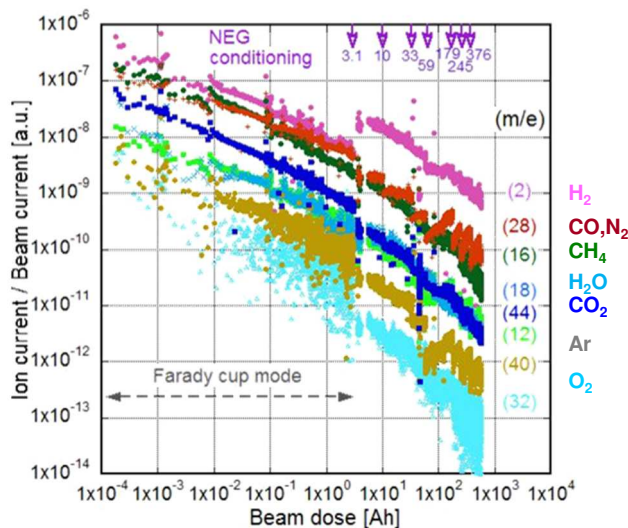 NEG
conditioning
3.1
10
33
59
179
245
376
1x10⁻⁶
1x10⁻⁷
1x10⁻⁸
1x10⁻⁹
1x10⁻¹⁰
1x10⁻¹¹
1x10⁻¹²
1x10⁻¹³
1x10⁻¹⁴
Ion current / Beam current [a.u.]
(m/e)
(2) H₂
(28) CO,N₂
(16) CH₄
(18) H₂O
(44) CO₂
(12)
(40) Ar
(32) O₂
Farady cup mode
1x10⁻⁴ 1x10⁻³ 1x10⁻² 1x10⁻¹ 1x10⁰ 1x10¹ 1x10² 1x10³
Beam dose [Ah]